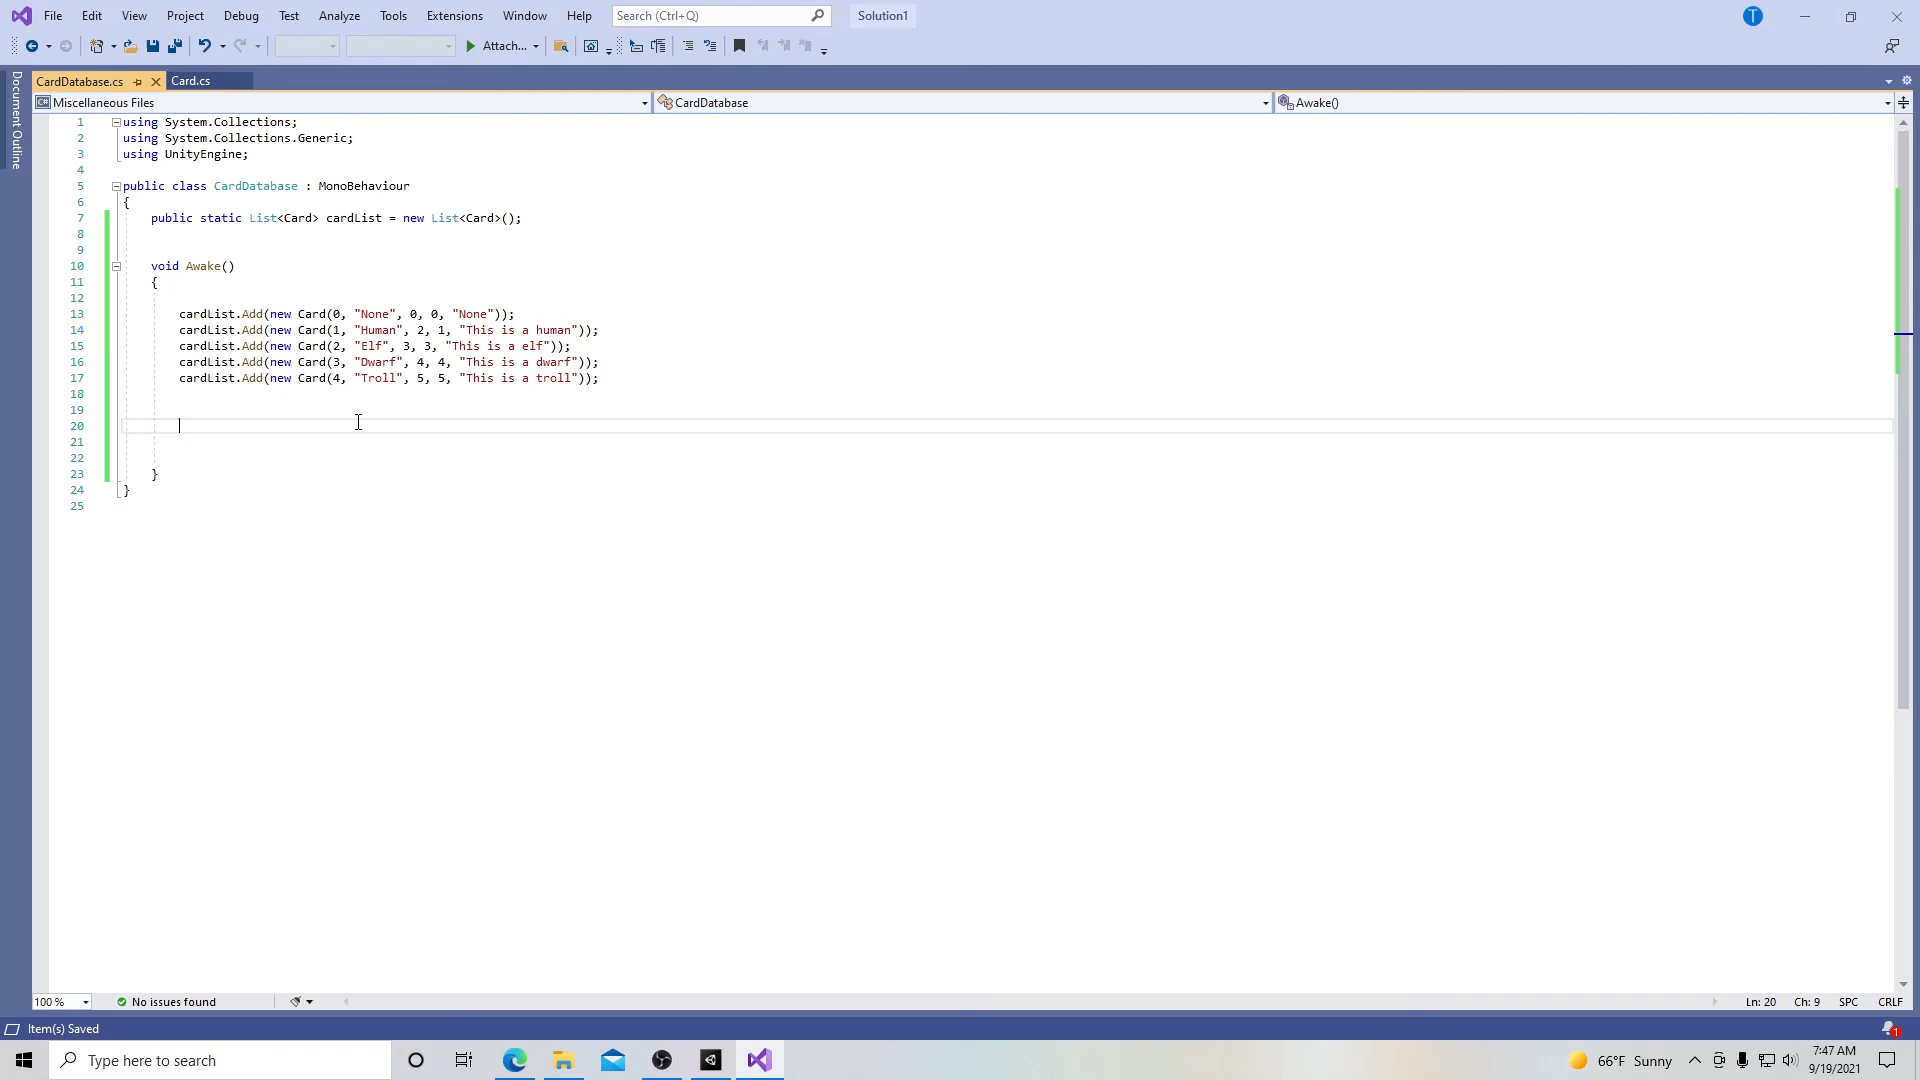 File Edit View Project Debug Test Analyze Tools Extensions Window Help Search (Ctrl+Q) Solution1 T
Attach...
CardDatabase.cs Card.cs
Document Outline
C# Miscellaneous Files CardDatabase Awake()
1 using System.Collections;
2 using System.Collections.Generic;
3 using UnityEngine;
4
5 public class CardDatabase : MonoBehaviour
6 {
7 public static List<Card> cardList = new List<Card>();
8
9
10 void Awake()
11 {
12
13 cardList.Add(new Card(0, "None", 0, 0, "None"));
14 cardList.Add(new Card(1, "Human", 2, 1, "This is a human"));
15 cardList.Add(new Card(2, "Elf", 3, 3, "This is a elf"));
16 cardList.Add(new Card(3, "Dwarf", 4, 4, "This is a dwarf"));
17 cardList.Add(new Card(4, "Troll", 5, 5, "This is a troll"));
18
19
20
21
22
23 }
24 }
25
100 % No issues found Ln: 20 Ch: 9 SPC CRLF
Item(s) Saved 1
Type here to search 66°F Sunny 7:47 AM
9/19/2021